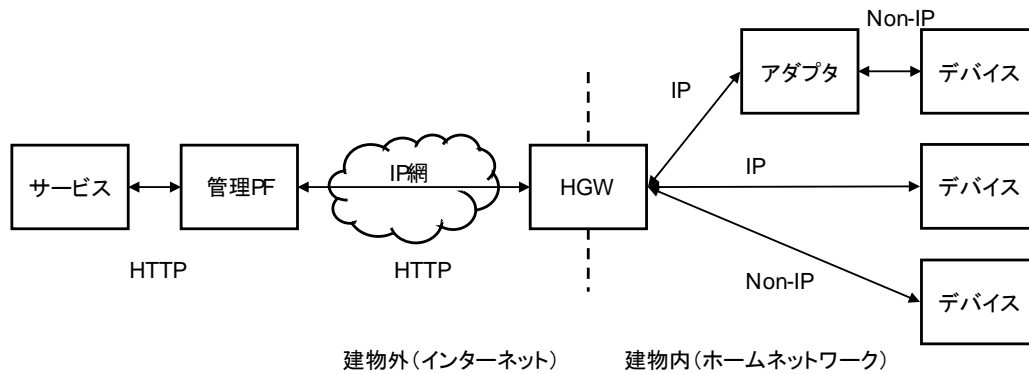 Non-IP
アダプタ
デバイス
IP
サービス
管理PF
IP網
HGW
IP
デバイス
HTTP
HTTP
Non-IP
デバイス
建物外(インターネット)
建物内(ホームネットワーク)